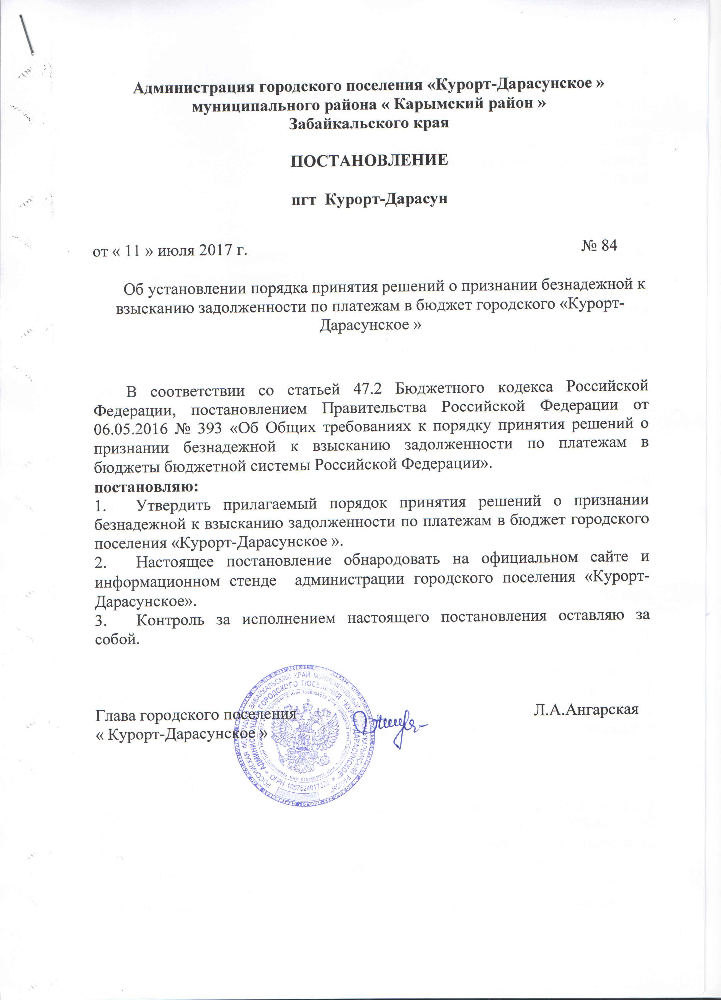 Администрация городского поселения «Курорт-Дарасунское »
муниципального района « Карымский район »
Забайкальского края
ПОСТАНОВЛЕНИЕ
пгт Курорт-Дарасун
от « 11 » июля 2017 г. № 84
Об установлении порядка принятия решений о признании безнадежной к
взысканию задолженности по платежам в бюджет городского «Курорт-
Дарасунское »
В соответствии со статьей 47.2 Бюджетного кодекса Российской
Федерации, постановлением Правительства Российской Федерации от
06.05.2016 № 393 «Об Общих требованиях к порядку принятия решений о
признании безнадежной к взысканию задолженности по платежам в
бюджеты бюджетной системы Российской Федерации».
постановляю:
1. Утвердить прилагаемый порядок принятия решений о признании
безнадежной к взысканию задолженности по платежам в бюджет городского
поселения «Курорт-Дарасунское ».
2. Настоящее постановление обнародовать на официальном сайте и
информационном стенде администрации городского поселения «Курорт-
Дарасунское».
3. Контроль за исполнением настоящего постановления оставляю за
собой.
Глава городского поселения Л.А.Ангарская
« Курорт-Дарасунское »
РОССИЙСКАЯ ФЕДЕРАЦИЯ ЗАБАЙКАЛЬСКИЙ КРАЙ МУНИЦИПАЛЬНЫЙ РАЙОН "КАРЫМСКИЙ РАЙОН"
* АДМИНИСТРАЦИЯ ГОРОДСКОГО ПОСЕЛЕНИЯ "КУРОРТ-ДАРАСУНСКОЕ" *
ОГРН 1057524017320
ИНН 7508004872